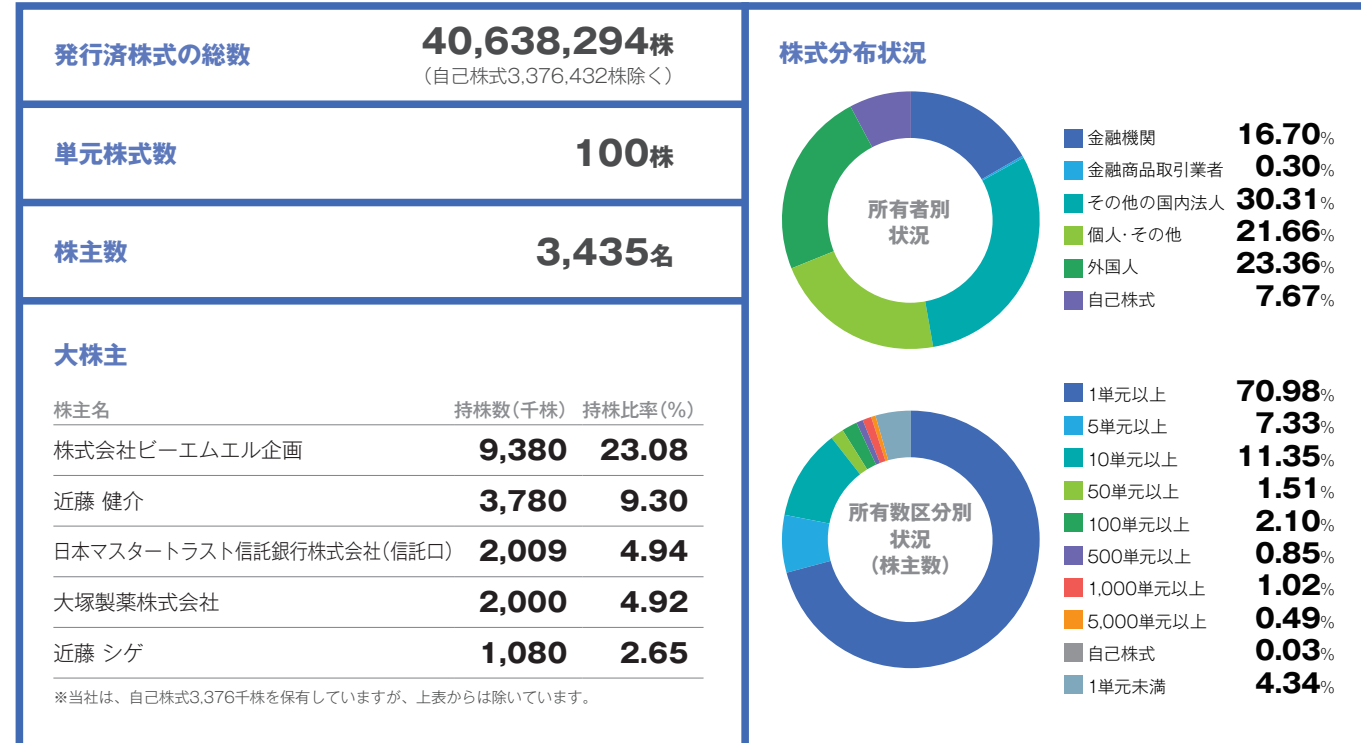 発行済株式の総数
40,638,294株
（自己株式3,376,432株除く）
単元株式数
100株
株主数
3,435名
大株主
株主名 持株数（千株） 持株比率（%）
株式会社ビーエムエル企画 9,380 23.08
近藤 健介 3,780 9.30
日本マスタートラスト信託銀行株式会社（信託口） 2,009 4.94
大塚製薬株式会社 2,000 4.92
近藤 シゲ 1,080 2.65
※当社は、自己株式3,376千株を保有していますが、上表からは除いています。
株式分布状況
所有者別
状況
金融機関 16.70%
金融商品取引業者 0.30%
その他の国内法人 30.31%
個人・その他 21.66%
外国人 23.36%
自己株式 7.67%
所有数区分別
状況
（株主数）
1単元以上 70.98%
5単元以上 7.33%
10単元以上 11.35%
50単元以上 1.51%
100単元以上 2.10%
500単元以上 0.85%
1,000単元以上 1.02%
5,000単元以上 0.49%
自己株式 0.03%
1単元未満 4.34%